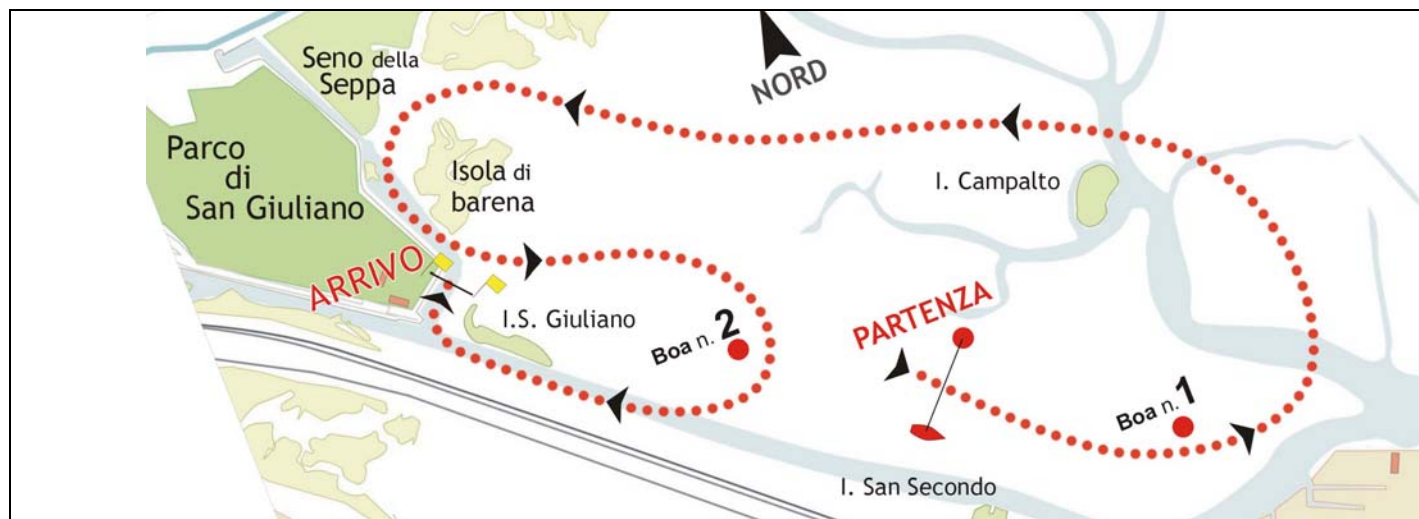 Seno della
Seppa
NORD
Parco
di
San Giuliano
Isola di
barena
I. Campalto
ARRIVO
I.S. Giuliano
PARTENZA
Boa n. 2
Boa n. 1
I. San Secondo